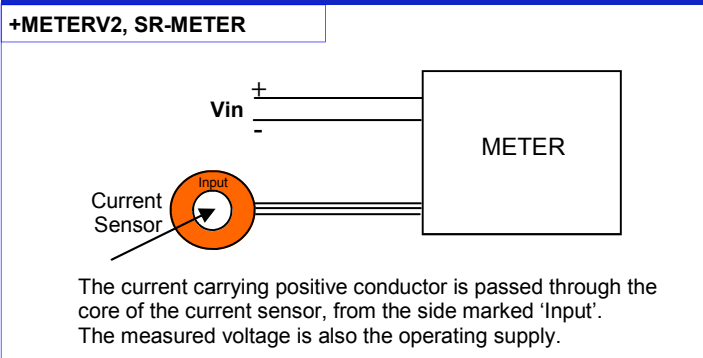 +METERV2, SR-METER
+
Vin
-
METER
Input
Current
Sensor
The current carrying positive conductor is passed through the
core of the current sensor, from the side marked ‘Input’.
The measured voltage is also the operating supply.